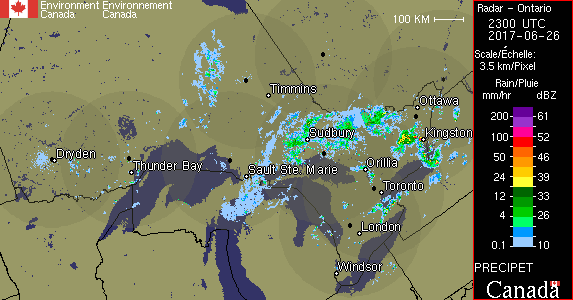 Environment Environnement
Canada Canada
100 KM
Timmins
Ottawa
Sudbury
Kingston
Dryden
Thunder Bay
Sault Ste. Marie
Orillia
Toronto
London
Windsor
Radar - Ontario
2300 UTC
2017-06-26
Scale/Échelle:
3.5 km/Pixel
Rain/Pluie
mm/hr dBZ
200 61
100 52
50 46
24 39
12 33
4 26
0.1 10
PRECIPET
Canada